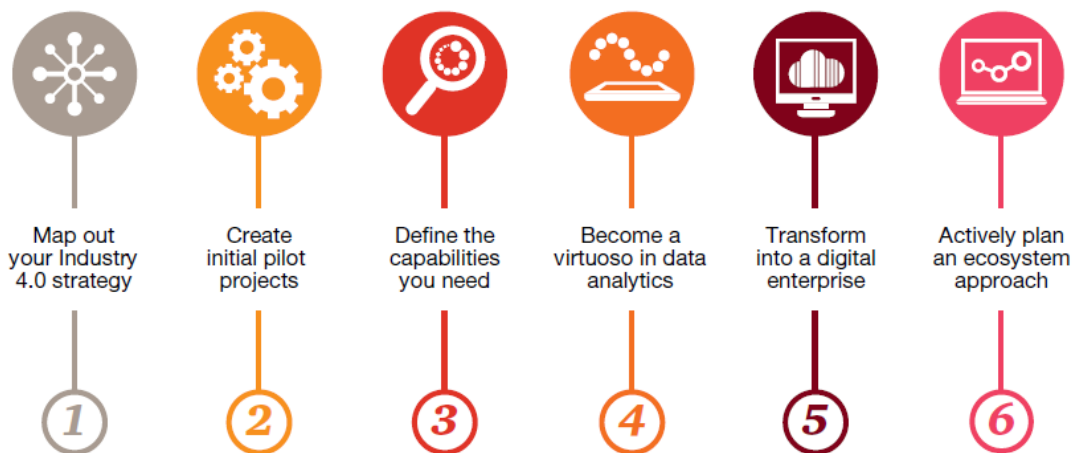 Map out
your Industry
4.0 strategy
Create
initial pilot
projects
Define the
capabilities
you need
Become a
virtuoso in data
analytics
Transform
into a digital
enterprise
Actively plan
an ecosystem
approach
1
2
3
4
5
6